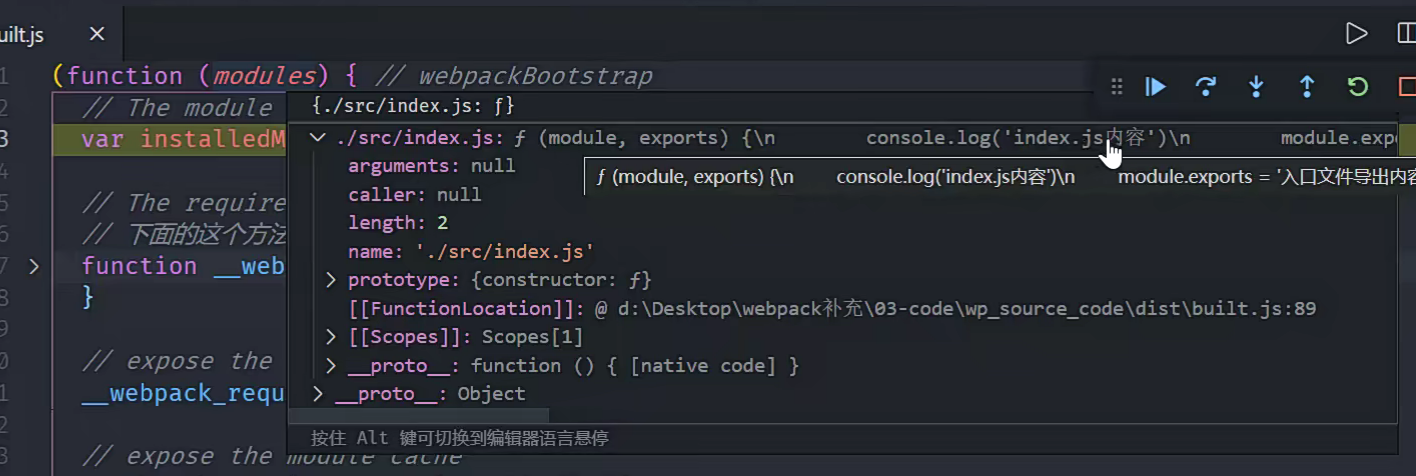 uilt.js
1 (function (modules) { // webpackBootstrap
2 // The module
{./src/index.js: ƒ}
3 var installedM
./src/index.js: ƒ (module, exports) {\n console.log('index.js内容')\n module.expo
arguments: null
ƒ (module, exports) {\n console.log('index.js内容')\n module.exports = '入口文件导出内容
caller: null
5 // The require
length: 2
6 // 下面的这个方法
name: './src/index.js'
7 function __web
prototype: {constructor: ƒ}
8 }
[[FunctionLocation]]: @ d:\Desktop\webpack补充\03-code\wp_source_code\dist\built.js:89
9
[[Scopes]]: Scopes[1]
0 // expose the
__proto__: function () { [native code] }
1 __webpack_requ
__proto__: Object
2
按住 Alt 键可切换到编辑器语言悬停
3 // expose the module cache